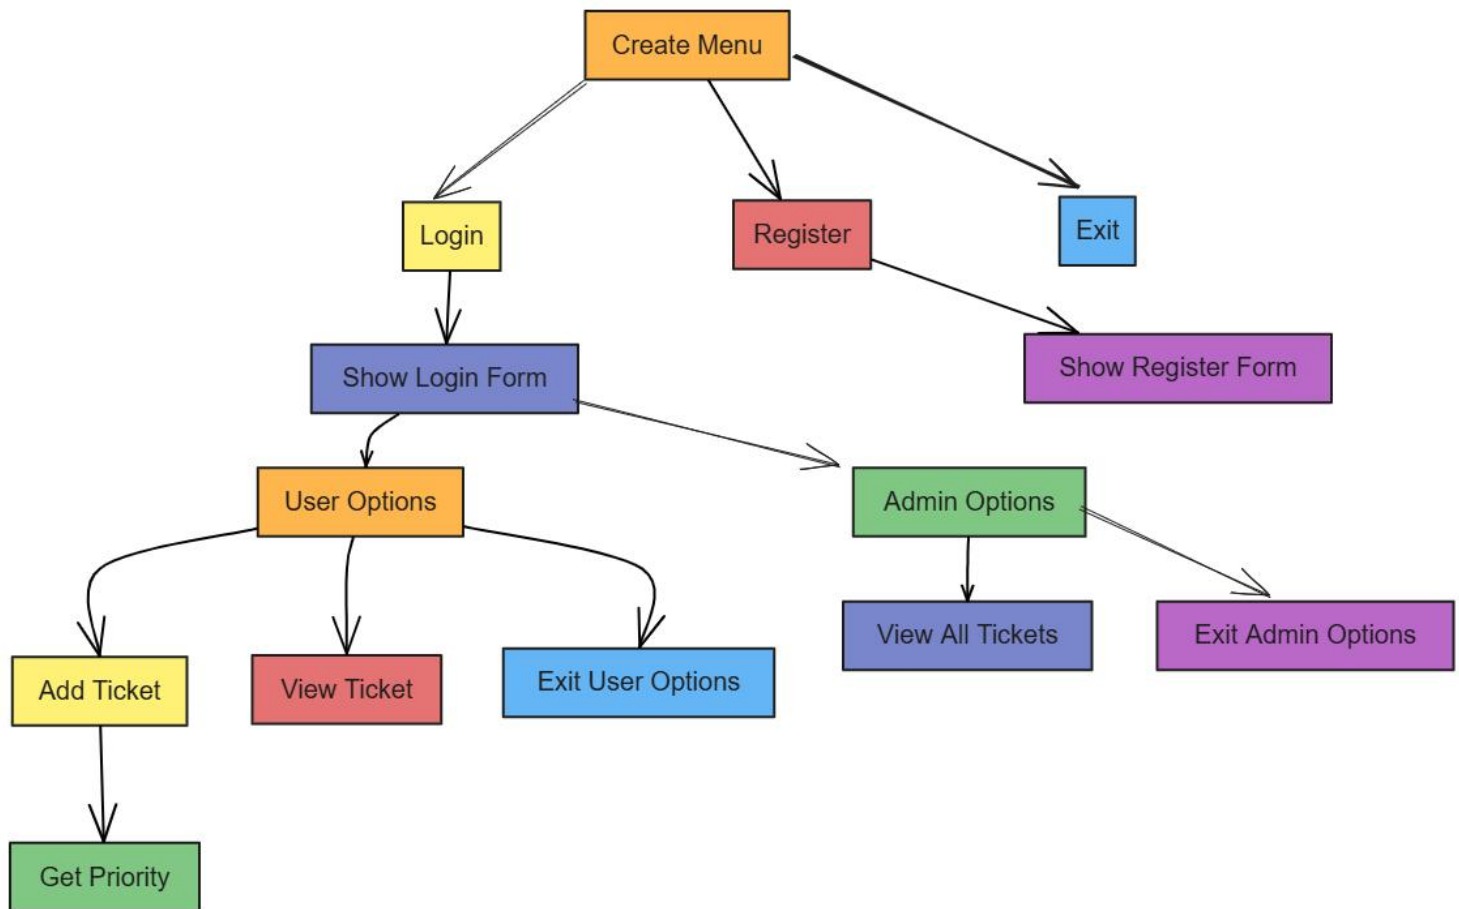 Create Menu
Login
Register
Exit
Show Login Form
Show Register Form
User Options
Admin Options
Add Ticket
View Ticket
Exit User Options
View All Tickets
Exit Admin Options
Get Priority